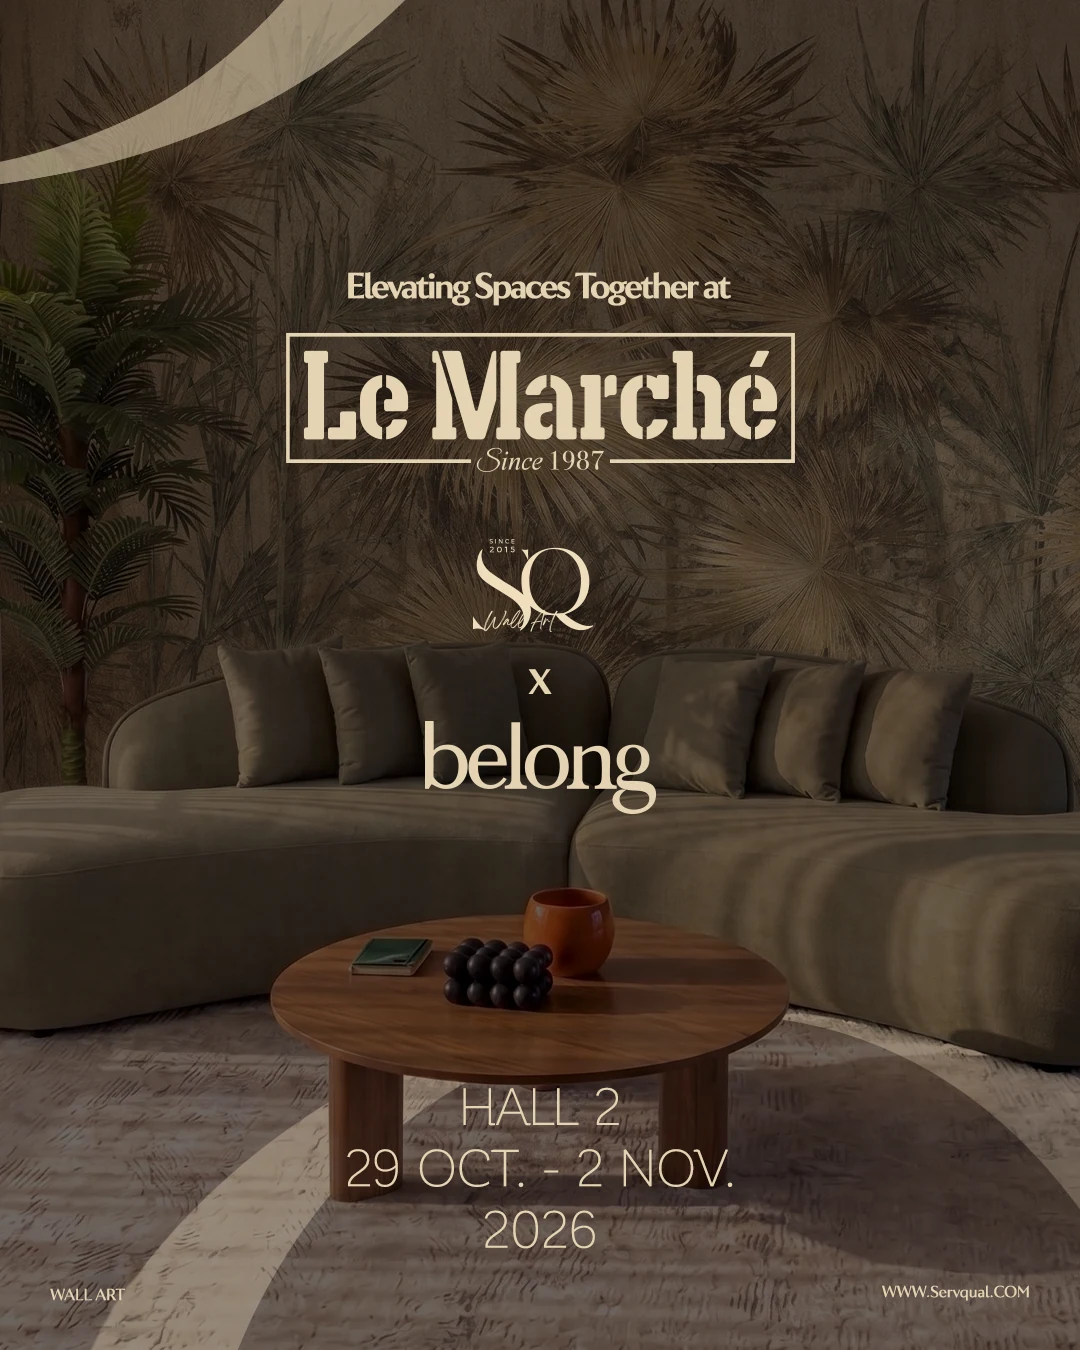 Elevating Spaces Together at
Le Marché
Since 1987
SINCE
2015
SQ
Wall Art
x
belong
HALL 2
29 OCT. - 2 NOV.
2026
WALL ART
WWW.Servqual.COM